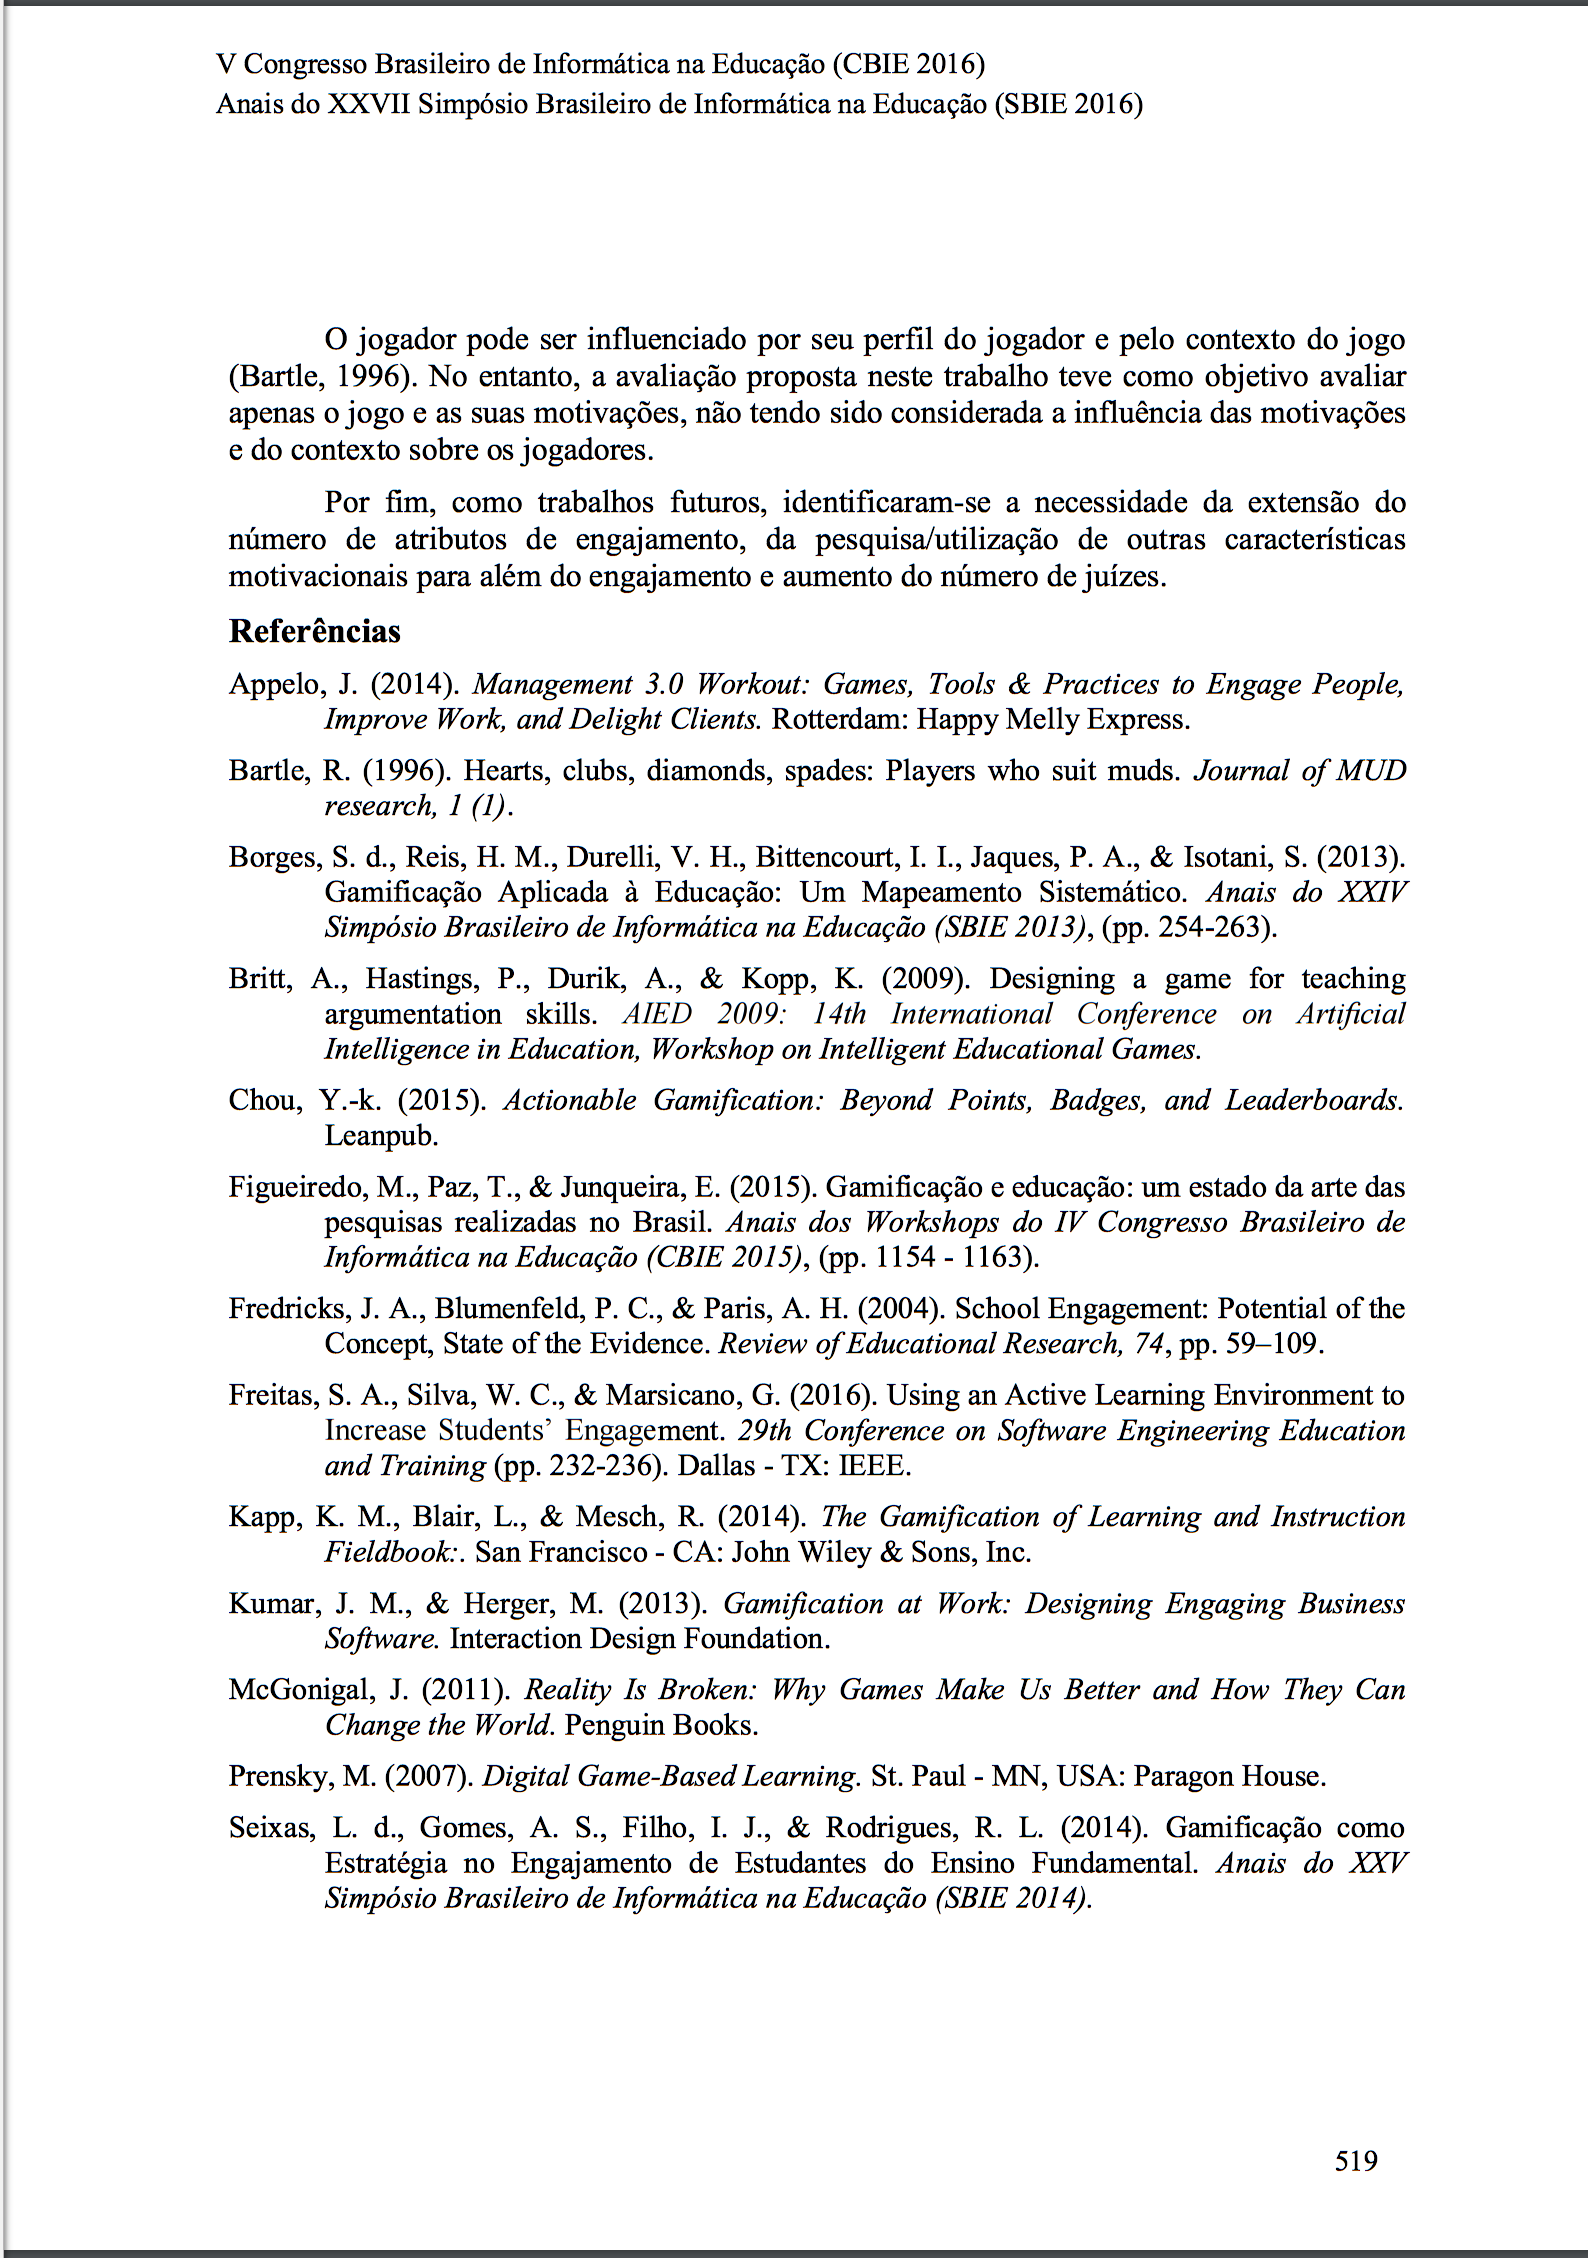 V Congresso Brasileiro de Informática na Educação (CBIE 2016)
Anais do XXVII Simpósio Brasileiro de Informática na Educação (SBIE 2016)
O jogador pode ser influenciado por seu perfil do jogador e pelo contexto do jogo
(Bartle, 1996). No entanto, a avaliação proposta neste trabalho teve como objetivo avaliar
apenas o jogo e as suas motivações, não tendo sido considerada a influência das motivações
e do contexto sobre os jogadores.
Por fim, como trabalhos futuros, identificaram-se a necessidade da extensão do
número de atributos de engajamento, da pesquisa/utilização de outras características
motivacionais para além do engajamento e aumento do número de juízes.
Referências
Appelo, J. (2014). Management 3.0 Workout: Games, Tools & Practices to Engage People,
Improve Work, and Delight Clients. Rotterdam: Happy Melly Express.
Bartle, R. (1996). Hearts, clubs, diamonds, spades: Players who suit muds. Journal of MUD
research, 1 (1).
Borges, S. d., Reis, H. M., Durelli, V. H., Bittencourt, I. I., Jaques, P. A., & Isotani, S. (2013).
Gamificação Aplicada à Educação: Um Mapeamento Sistemático. Anais do XXIV
Simpósio Brasileiro de Informática na Educação (SBIE 2013), (pp. 254-263).
Britt, A., Hastings, P., Durik, A., & Kopp, K. (2009). Designing a game for teaching
argumentation skills. AIED 2009: 14th International Conference on Artificial
Intelligence in Education, Workshop on Intelligent Educational Games.
Chou, Y.-k. (2015). Actionable Gamification: Beyond Points, Badges, and Leaderboards.
Leanpub.
Figueiredo, M., Paz, T., & Junqueira, E. (2015). Gamificação e educação: um estado da arte das
pesquisas realizadas no Brasil. Anais dos Workshops do IV Congresso Brasileiro de
Informática na Educação (CBIE 2015), (pp. 1154 - 1163).
Fredricks, J. A., Blumenfeld, P. C., & Paris, A. H. (2004). School Engagement: Potential of the
Concept, State of the Evidence. Review of Educational Research, 74, pp. 59–109.
Freitas, S. A., Silva, W. C., & Marsicano, G. (2016). Using an Active Learning Environment to
Increase Students’ Engagement. 29th Conference on Software Engineering Education
and Training (pp. 232-236). Dallas - TX: IEEE.
Kapp, K. M., Blair, L., & Mesch, R. (2014). The Gamification of Learning and Instruction
Fieldbook:. San Francisco - CA: John Wiley & Sons, Inc.
Kumar, J. M., & Herger, M. (2013). Gamification at Work: Designing Engaging Business
Software. Interaction Design Foundation.
McGonigal, J. (2011). Reality Is Broken: Why Games Make Us Better and How They Can
Change the World. Penguin Books.
Prensky, M. (2007). Digital Game-Based Learning. St. Paul - MN, USA: Paragon House.
Seixas, L. d., Gomes, A. S., Filho, I. J., & Rodrigues, R. L. (2014). Gamificação como
Estratégia no Engajamento de Estudantes do Ensino Fundamental. Anais do XXV
Simpósio Brasileiro de Informática na Educação (SBIE 2014).
519